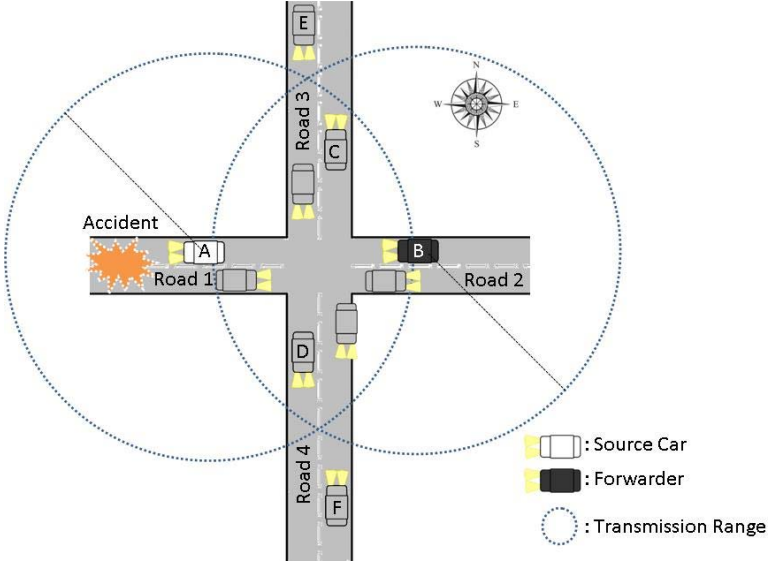 E
N
W
E
S
Road 3
C
Accident
A
B
Road 1
Road 2
D
Road 4
F
: Source Car
: Forwarder
: Transmission Range